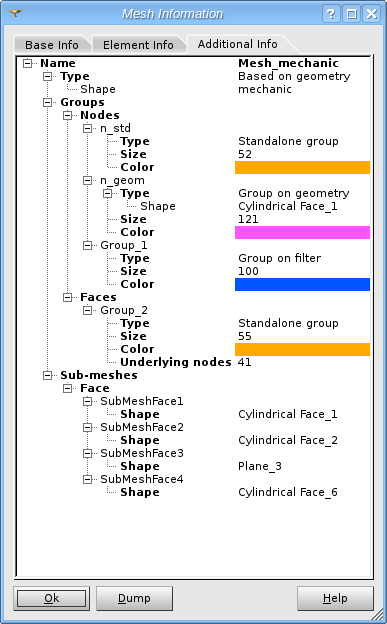 Mesh Information
Base Info Element Info Additional Info
Name Mesh_mechanic
Type Based on geometry
Shape mechanic
Groups
Nodes
n_std
Type Standalone group
Size 52
Color
n_geom
Type Group on geometry
Shape Cylindrical Face_1
Size 121
Color
Group_1
Type Group on filter
Size 100
Color
Faces
Group_2
Type Standalone group
Size 55
Color
Underlying nodes 41
Sub-meshes
Face
SubMeshFace1
Shape Cylindrical Face_1
SubMeshFace2
Shape Cylindrical Face_2
SubMeshFace3
Shape Plane_3
SubMeshFace4
Shape Cylindrical Face_6
Ok Dump Help